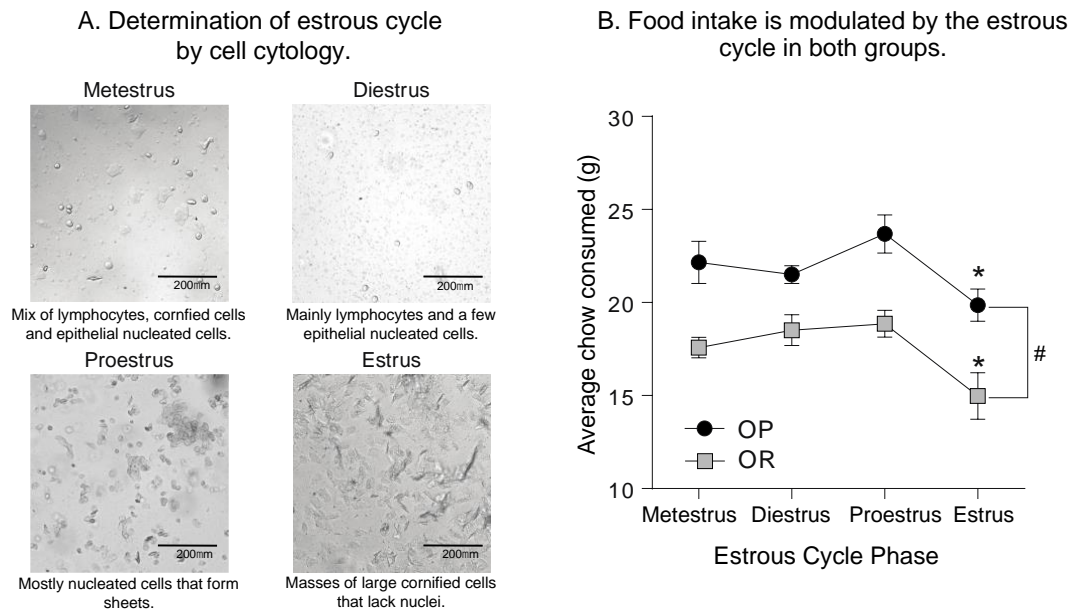 A. Determination of estrous cycle
by cell cytology.
Metestrus
200mm
Mix of lymphocytes, cornfied cells
and epithelial nucleated cells.
Diestrus
200mm
Mainly lymphocytes and a few
epithelial nucleated cells.
Proestrus
200mm
Mostly nucleated cells that form
sheets.
Estrus
200mm
Masses of large cornified cells
that lack nuclei.
B. Food intake is modulated by the estrous
cycle in both groups.
Average chow consumed (g)
30
25
20
15
10
*
*
#
OP
OR
Metestrus Diestrus Proestrus Estrus
Estrous Cycle Phase